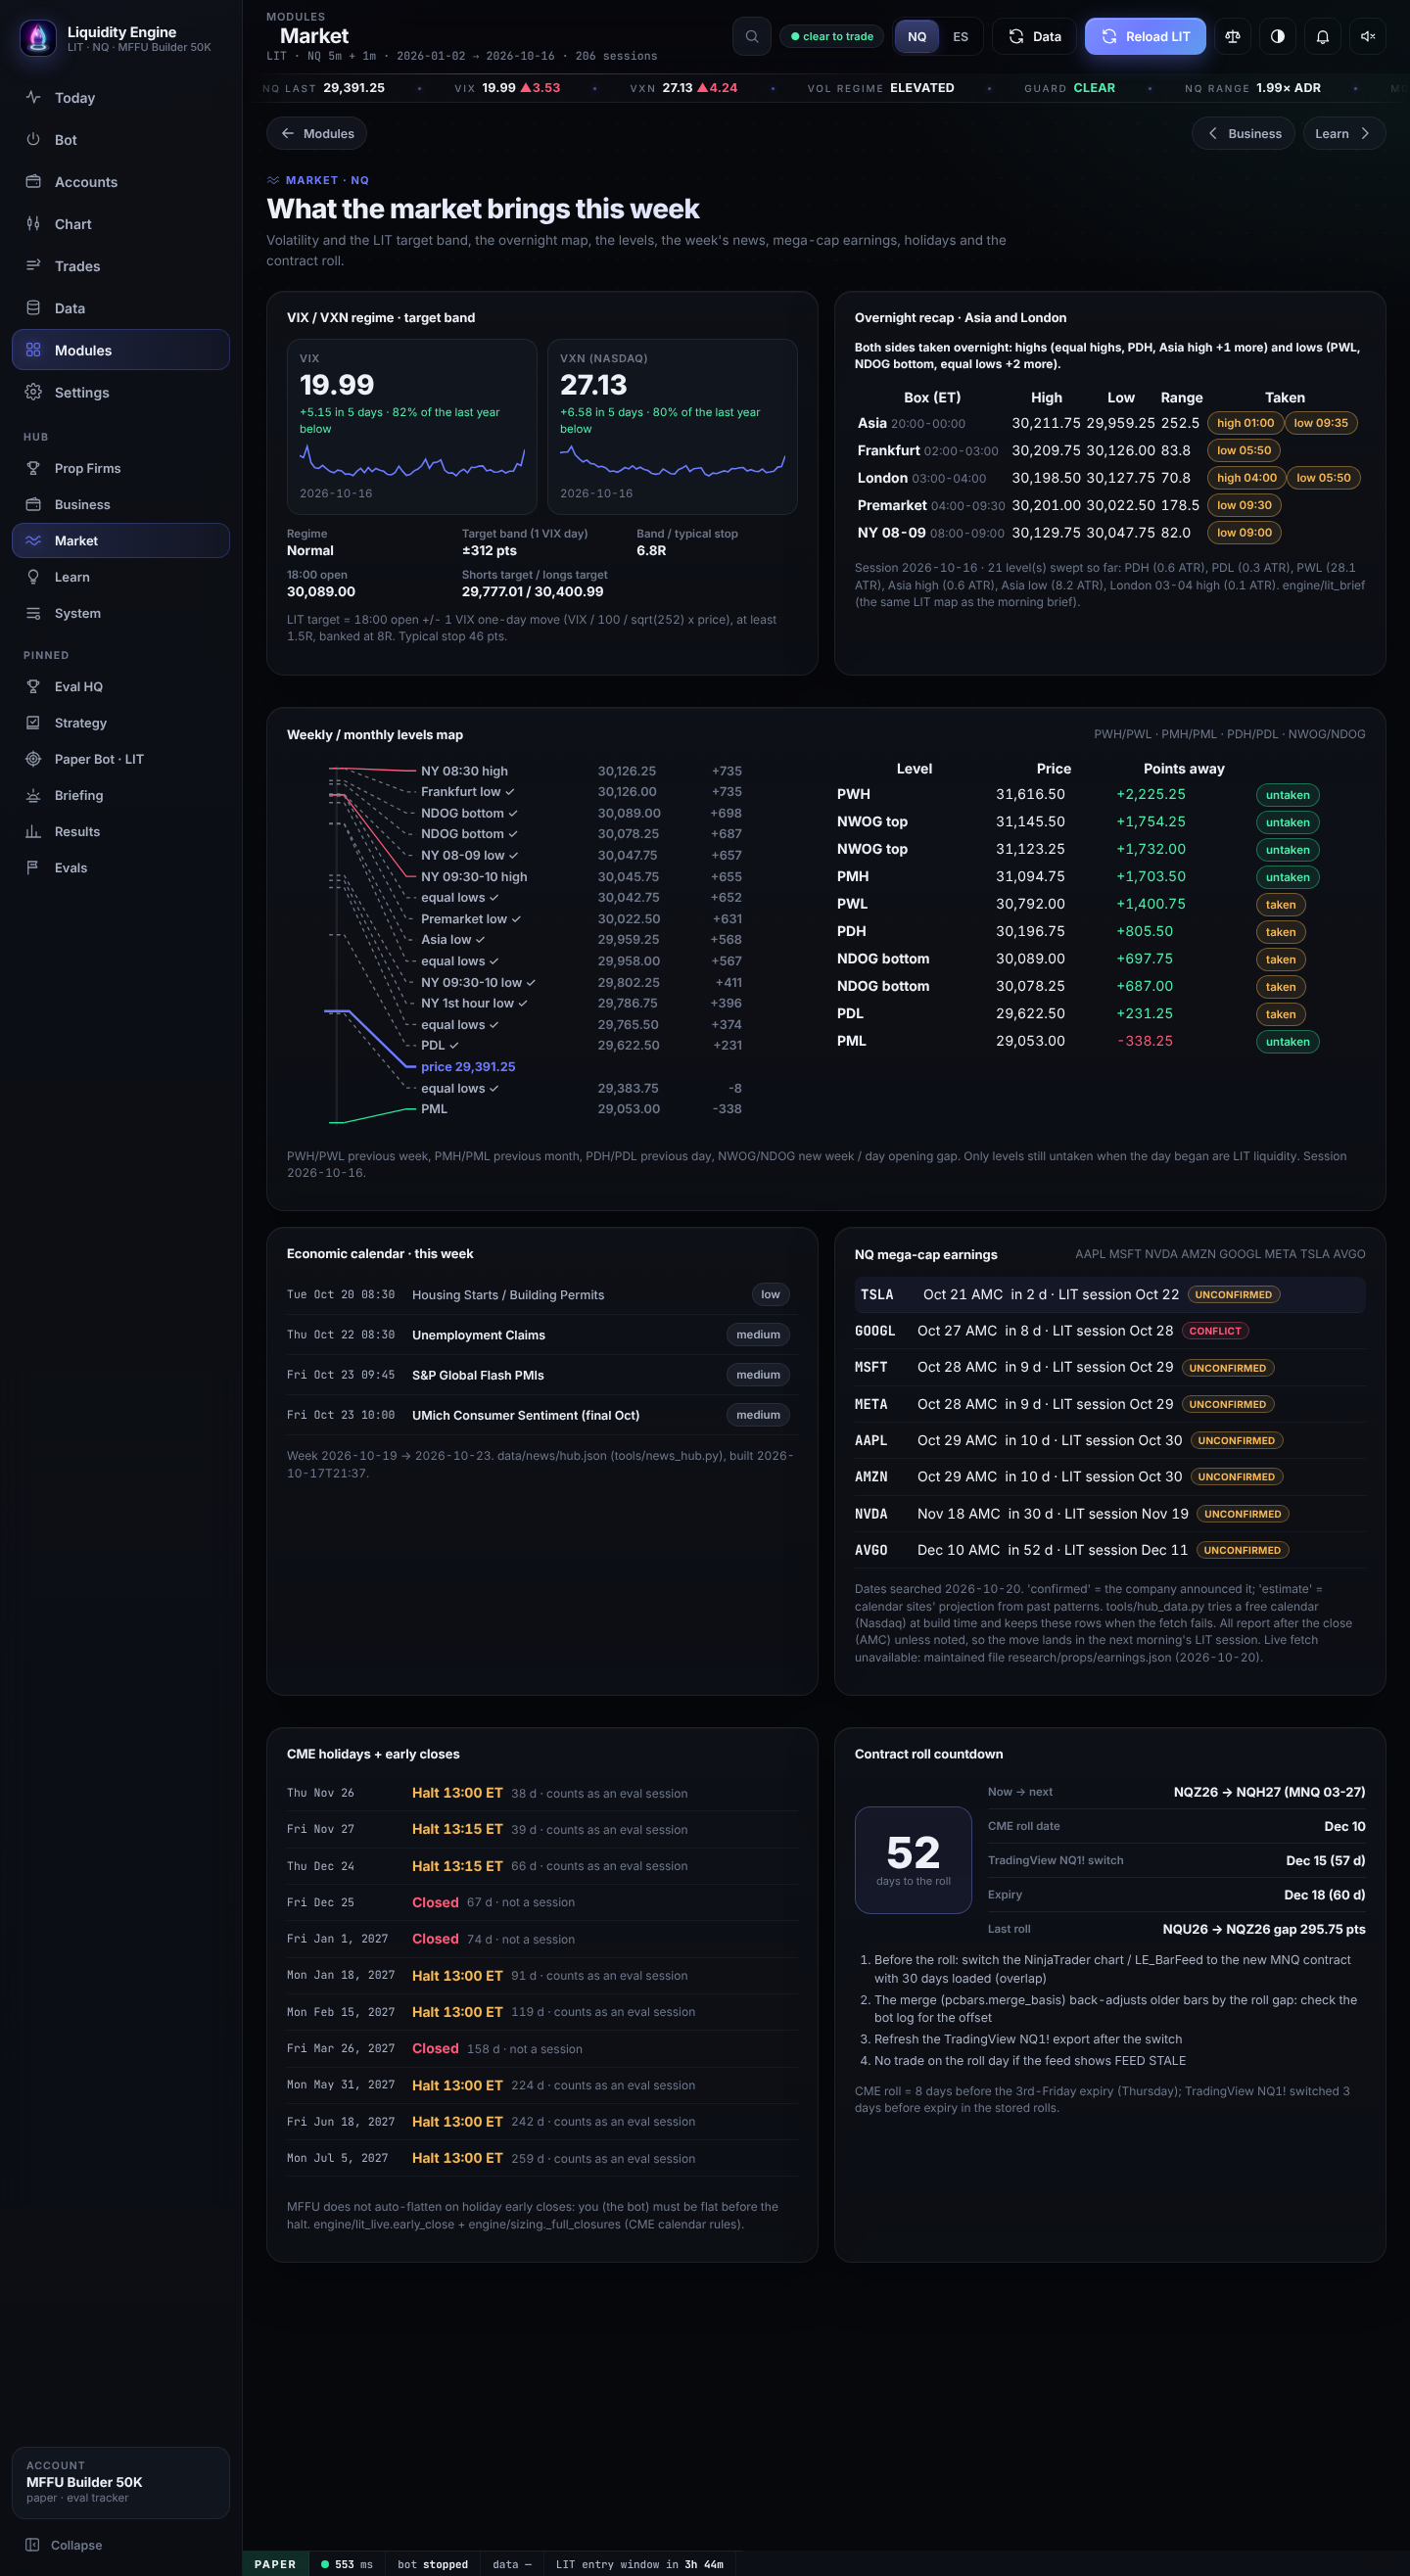 Liquidity Engine
LIT · NQ · MFFU Builder 50K
Today
Bot
Accounts
Chart
Trades
Data
Modules
Settings
HUB
Prop Firms
Business
Market
Learn
System
PINNED
Eval HQ
Strategy
Paper Bot · LIT
Briefing
Results
Evals
ACCOUNT
MFFU Builder 50K
paper · eval tracker
Collapse
MODULES
Market
LIT · NQ 5m + 1m · 2026-01-02 → 2026-10-16 · 206 sessions
clear to trade
NQ ES
Data
Reload LIT
NQ LAST 29,391.25 · VIX 19.99 ▲3.53 · VXN 27.13 ▲4.24 · VOL REGIME ELEVATED · GUARD CLEAR · NQ RANGE 1.99× ADR
← Modules
Business
Learn
MARKET · NQ
What the market brings this week
Volatility and the LIT target band, the overnight map, the levels, the week's news, mega-cap earnings, holidays and the
contract roll.
VIX / VXN regime · target band
VIX
19.99
+5.15 in 5 days · 82% of the last year
below
2026-10-16
VXN (NASDAQ)
27.13
+6.58 in 5 days · 80% of the last year
below
2026-10-16
Regime
Normal
Target band (1 VIX day)
±312 pts
Band / typical stop
6.8R
18:00 open
30,089.00
Shorts target / longs target
29,777.01 / 30,400.99
LIT target = 18:00 open +/- 1 VIX one-day move (VIX / 100 / sqrt(252) x price), at least
1.5R, banked at 8R. Typical stop 46 pts.
Overnight recap · Asia and London
Both sides taken overnight: highs (equal highs, PDH, Asia high +1 more) and lows (PWL,
NDOG bottom, equal lows +2 more).
Box (ET) High Low Range Taken
Asia 20:00-00:00 30,211.75 29,959.25 252.5 high 01:00 low 09:35
Frankfurt 02:00-03:00 30,209.75 30,126.00 83.8 low 05:50
London 03:00-04:00 30,198.50 30,127.75 70.8 high 04:00 low 05:50
Premarket 04:00-09:30 30,201.00 30,022.50 178.5 low 09:30
NY 08-09 08:00-09:00 30,129.75 30,047.75 82.0 low 09:00
Session 2026-10-16 · 21 level(s) swept so far: PDH (0.6 ATR), PDL (0.3 ATR), PWL (28.1
ATR), Asia high (0.6 ATR), Asia low (8.2 ATR), London 03-04 high (0.1 ATR). engine/lit_brief
(the same LIT map as the morning brief).
Weekly / monthly levels map
PWH/PWL · PMH/PML · PDH/PDL · NWOG/NDOG
NY 08:30 high 30,126.25 +735
Frankfurt low ✓ 30,126.00 +735
NDOG bottom ✓ 30,089.00 +698
NDOG bottom ✓ 30,078.25 +687
NY 08-09 low ✓ 30,047.75 +657
NY 09:30-10 high 30,045.75 +655
equal lows ✓ 30,042.75 +652
Premarket low ✓ 30,022.50 +631
Asia low ✓ 29,959.25 +568
equal lows ✓ 29,958.00 +567
NY 09:30-10 low ✓ 29,802.25 +411
NY 1st hour low ✓ 29,786.75 +396
equal lows ✓ 29,765.50 +374
PDL ✓ 29,622.50 +231
price 29,391.25
equal lows ✓ 29,383.75 -8
PML 29,053.00 -338
Level Price Points away
PWH 31,616.50 +2,225.25 untaken
NWOG top 31,145.50 +1,754.25 untaken
NWOG top 31,123.25 +1,732.00 untaken
PMH 31,094.75 +1,703.50 untaken
PWL 30,792.00 +1,400.75 taken
PDH 30,196.75 +805.50 taken
NDOG bottom 30,089.00 +697.75 taken
NDOG bottom 30,078.25 +687.00 taken
PDL 29,622.50 +231.25 taken
PML 29,053.00 -338.25 untaken
PWH/PWL previous week, PMH/PML previous month, PDH/PDL previous day, NWOG/NDOG new week / day opening gap. Only levels still untaken when the day began are LIT liquidity. Session
2026-10-16.
Economic calendar · this week
Tue Oct 20 08:30 Housing Starts / Building Permits low
Thu Oct 22 08:30 Unemployment Claims medium
Fri Oct 23 09:45 S&P Global Flash PMIs medium
Fri Oct 23 10:00 UMich Consumer Sentiment (final Oct) medium
Week 2026-10-19 → 2026-10-23. data/news/hub.json (tools/news_hub.py), built 2026-
10-17T21:37.
NQ mega-cap earnings
AAPL MSFT NVDA AMZN GOOGL META TSLA AVGO
TSLA Oct 21 AMC in 2 d · LIT session Oct 22 UNCONFIRMED
GOOGL Oct 27 AMC in 8 d · LIT session Oct 28 CONFLICT
MSFT Oct 28 AMC in 9 d · LIT session Oct 29 UNCONFIRMED
META Oct 28 AMC in 9 d · LIT session Oct 29 UNCONFIRMED
AAPL Oct 29 AMC in 10 d · LIT session Oct 30 UNCONFIRMED
AMZN Oct 29 AMC in 10 d · LIT session Oct 30 UNCONFIRMED
NVDA Nov 18 AMC in 30 d · LIT session Nov 19 UNCONFIRMED
AVGO Dec 10 AMC in 52 d · LIT session Dec 11 UNCONFIRMED
Dates searched 2026-10-20. 'confirmed' = the company announced it; 'estimate' =
calendar sites' projection from past patterns. tools/hub_data.py tries a free calendar
(Nasdaq) at build time and keeps these rows when the fetch fails. All report after the close
(AMC) unless noted, so the move lands in the next morning's LIT session. Live fetch
unavailable: maintained file research/props/earnings.json (2026-10-20).
CME holidays + early closes
Thu Nov 26 Halt 13:00 ET 38 d · counts as an eval session
Fri Nov 27 Halt 13:15 ET 39 d · counts as an eval session
Thu Dec 24 Halt 13:15 ET 66 d · counts as an eval session
Fri Dec 25 Closed 67 d · not a session
Fri Jan 1, 2027 Closed 74 d · not a session
Mon Jan 18, 2027 Halt 13:00 ET 91 d · counts as an eval session
Mon Feb 15, 2027 Halt 13:00 ET 119 d · counts as an eval session
Fri Mar 26, 2027 Closed 158 d · not a session
Mon May 31, 2027 Halt 13:00 ET 224 d · counts as an eval session
Fri Jun 18, 2027 Halt 13:00 ET 242 d · counts as an eval session
Mon Jul 5, 2027 Halt 13:00 ET 259 d · counts as an eval session
MFFU does not auto-flatten on holiday early closes: you (the bot) must be flat before the
halt. engine/lit_live.early_close + engine/sizing._full_closures (CME calendar rules).
Contract roll countdown
52
days to the roll
Now → next NQZ26 → NQH27 (MNQ 03-27)
CME roll date Dec 10
TradingView NQ1! switch Dec 15 (57 d)
Expiry Dec 18 (60 d)
Last roll NQU26 → NQZ26 gap 295.75 pts
1. Before the roll: switch the NinjaTrader chart / LE_BarFeed to the new MNQ contract
with 30 days loaded (overlap)
2. The merge (pcbars.merge_basis) back-adjusts older bars by the roll gap: check the
bot log for the offset
3. Refresh the TradingView NQ1! export after the switch
4. No trade on the roll day if the feed shows FEED STALE
CME roll = 8 days before the 3rd-Friday expiry (Thursday); TradingView NQ1! switched 3
days before expiry in the stored rolls.
PAPER 553 ms bot stopped data — LIT entry window in 3h 44m